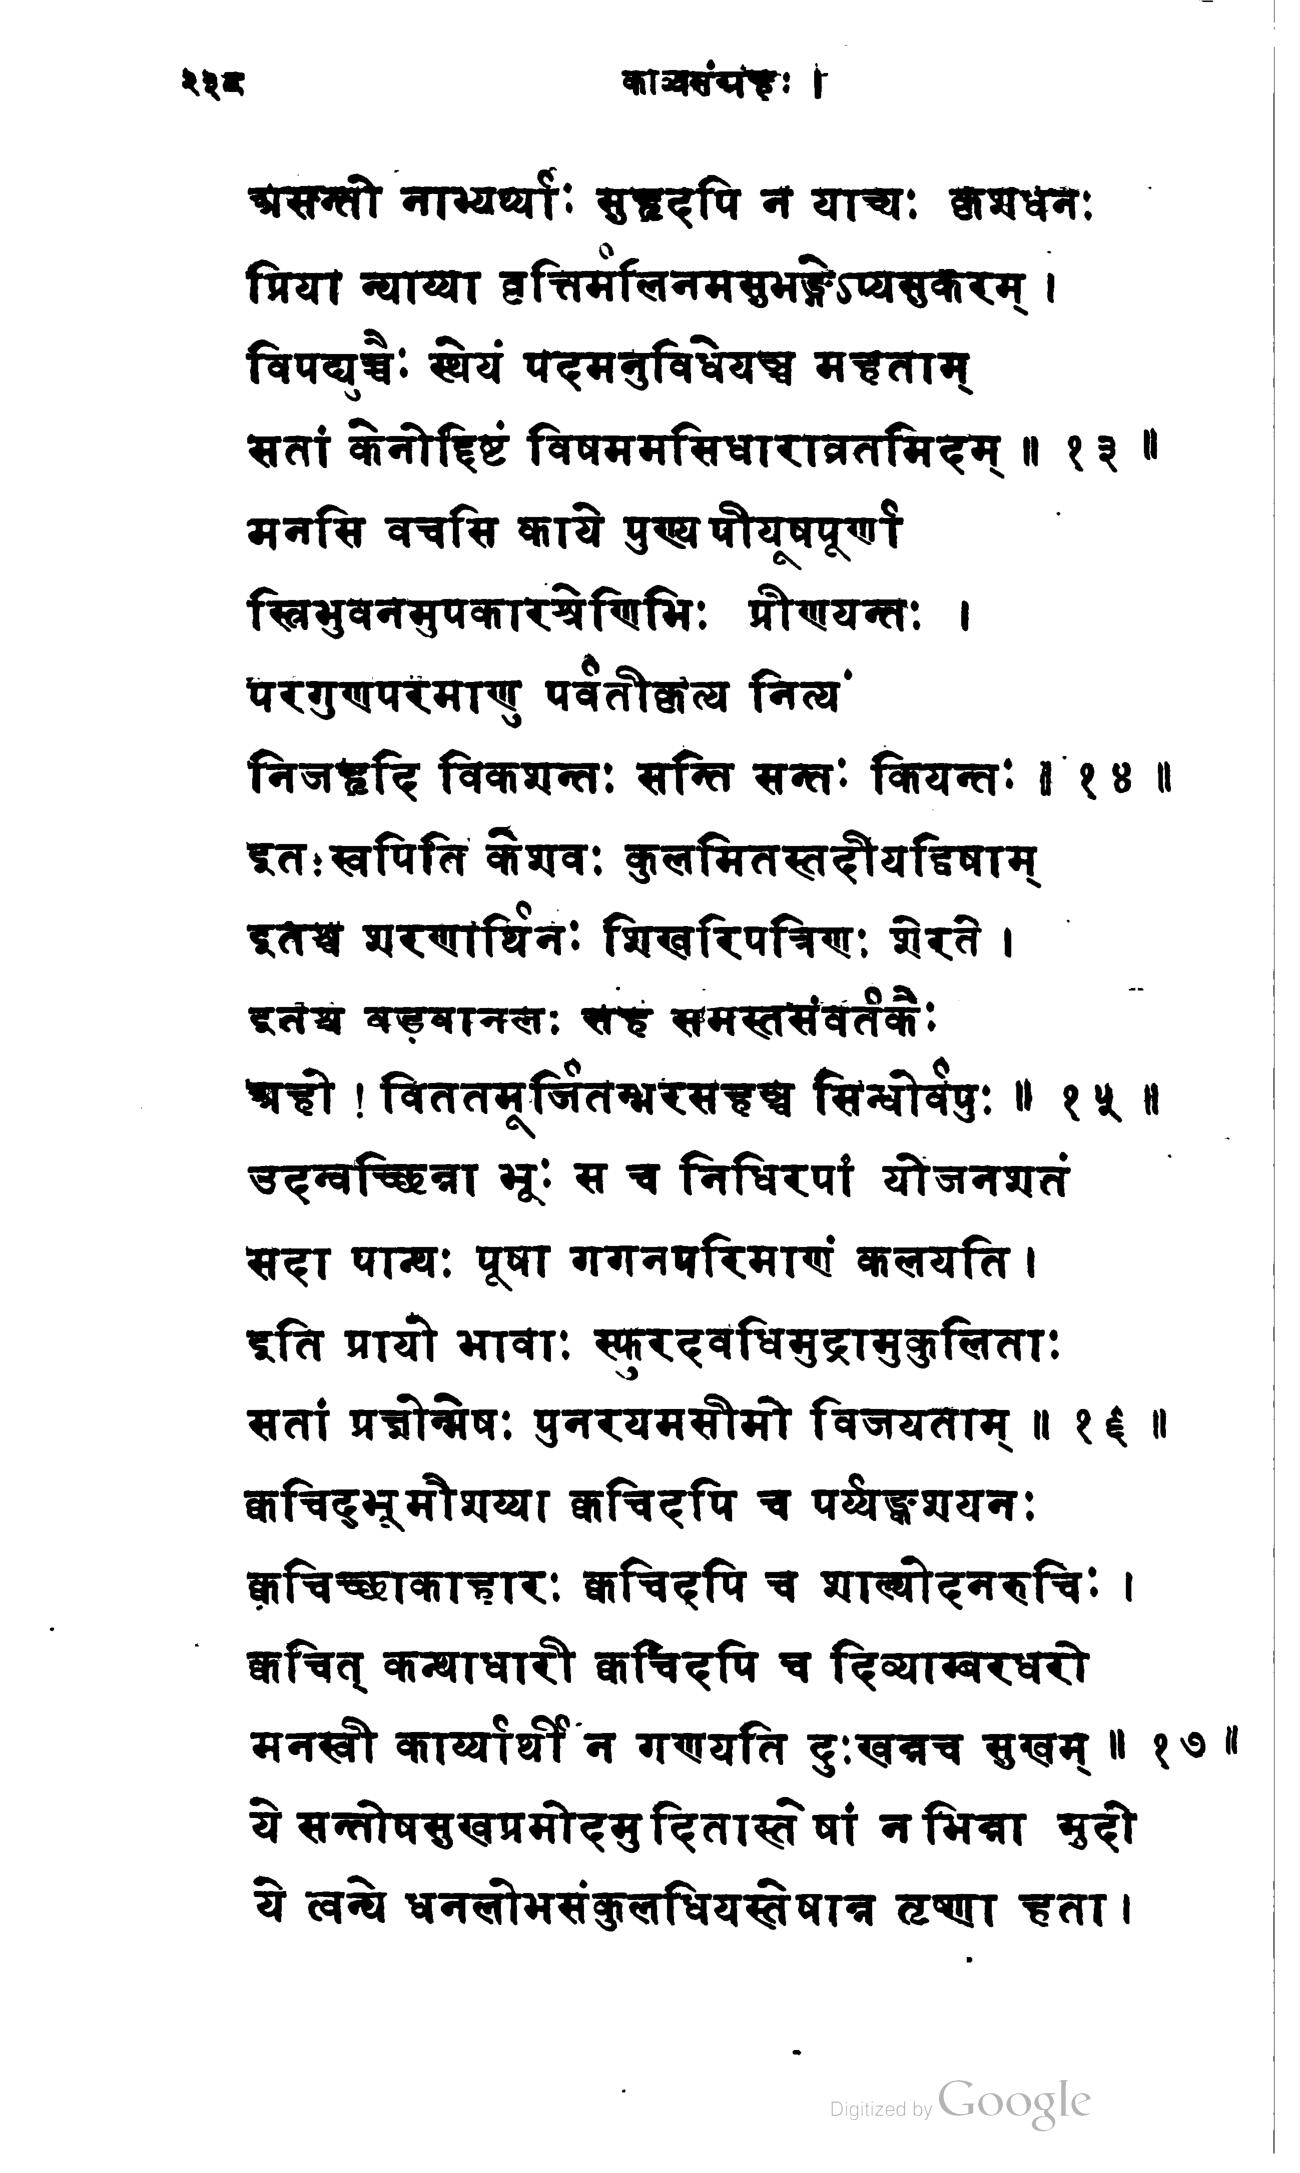 २३८ काव्यसंग्रहः ।
असन्तो नाभ्यर्थ्याः सुहृदपि न याच्यः कृशधनः
प्रिया न्याय्या वृत्तिर्मलिनमसुभङ्गेऽप्यसुकरम् ।
विपद्युच्चैः स्थेयं पदमनुविधेयञ्च महताम्
सतां केनोद्दिष्टं विषममसिधाराव्रतमिदम् ॥ १३ ॥
मनसि वचसि काये पुण्यपीयूषपूर्णा
स्त्रिभुवनमुपकारश्रेणिभिः प्रीणयन्तः ।
परगुणपरमाणु पर्वतीकृत्य नित्यं
निजहृदि विकशन्तः सन्ति सन्तः कियन्तः ॥ १४ ॥
इतः स्वपिति केशवः कुलमितस्तदीयद्विषाम्
इतश्च शरणार्थिनः शिखरिपत्रिणः शेरते ।
इतश्च वड़वानलः सह समस्तसंवर्तकैः
अहो ! विततमूर्जितम्भरसहञ्च सिन्धोर्वपुः ॥ १५ ॥
उदन्वच्छिन्ना भूः स च निधिरपां योजनशतं
सदा पान्थः पूषा गगनपरिमाणं कलयति ।
इति प्रायो भावाः स्फुरदवधिमुद्रामुकुलिताः
सतां प्रज्ञोन्मेषः पुनरयमसीमो विजयताम् ॥ १६ ॥
क्वचिद्भूमीशय्या क्वचिदपि च पर्य्यङ्कशयनः
क्वचिच्छाकाहारः क्वचिदपि च शाल्योदनरुचिः ।
क्वचित् कन्थाधारी क्वचिदपि च दिव्याम्बरधरो
मनस्वी कार्य्यार्थी न गणयति दुःखन्नच सुखम् ॥ १७ ॥
ये सन्तोषसुखप्रमोदमुदितास्तेषां न भिन्ना मुदो
ये त्वन्ये धनलोभसंकुलधियस्तेषान्न तृष्णा हता ।
Digitized by Google